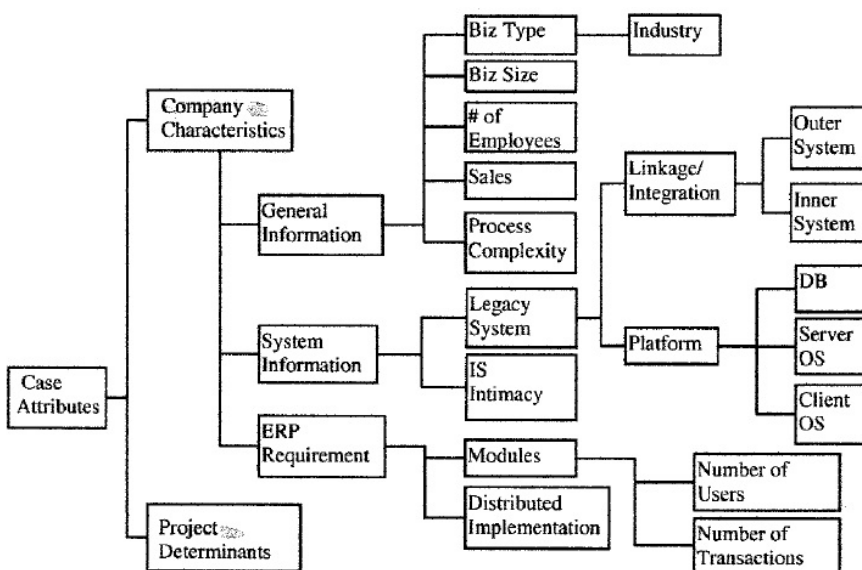 Biz Type
Industry
Biz Size
# of
Employees
Sales
Process
Complexity
Company
Characteristics
General
Information
Linkage/
Integration
Outer
System
Inner
System
Legacy
System
IS
Intimacy
System
Information
Platform
DB
Server
OS
Client
OS
Case
Attributes
ERP
Requirement
Modules
Distributed
Implementation
Number of
Users
Number of
Transactions
Project
Determinants